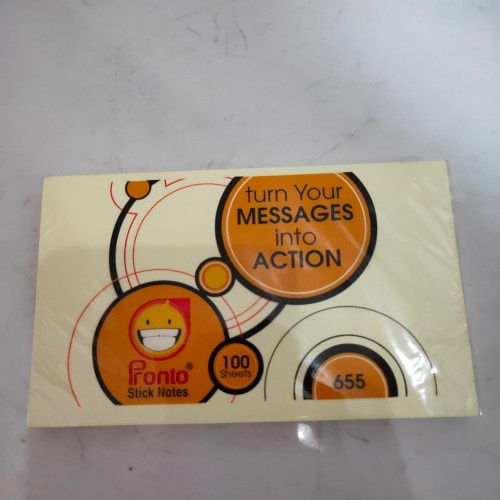 turn Your
MESSAGES
into
ACTION
Pronto®
Stick Notes
100
Sheets
655